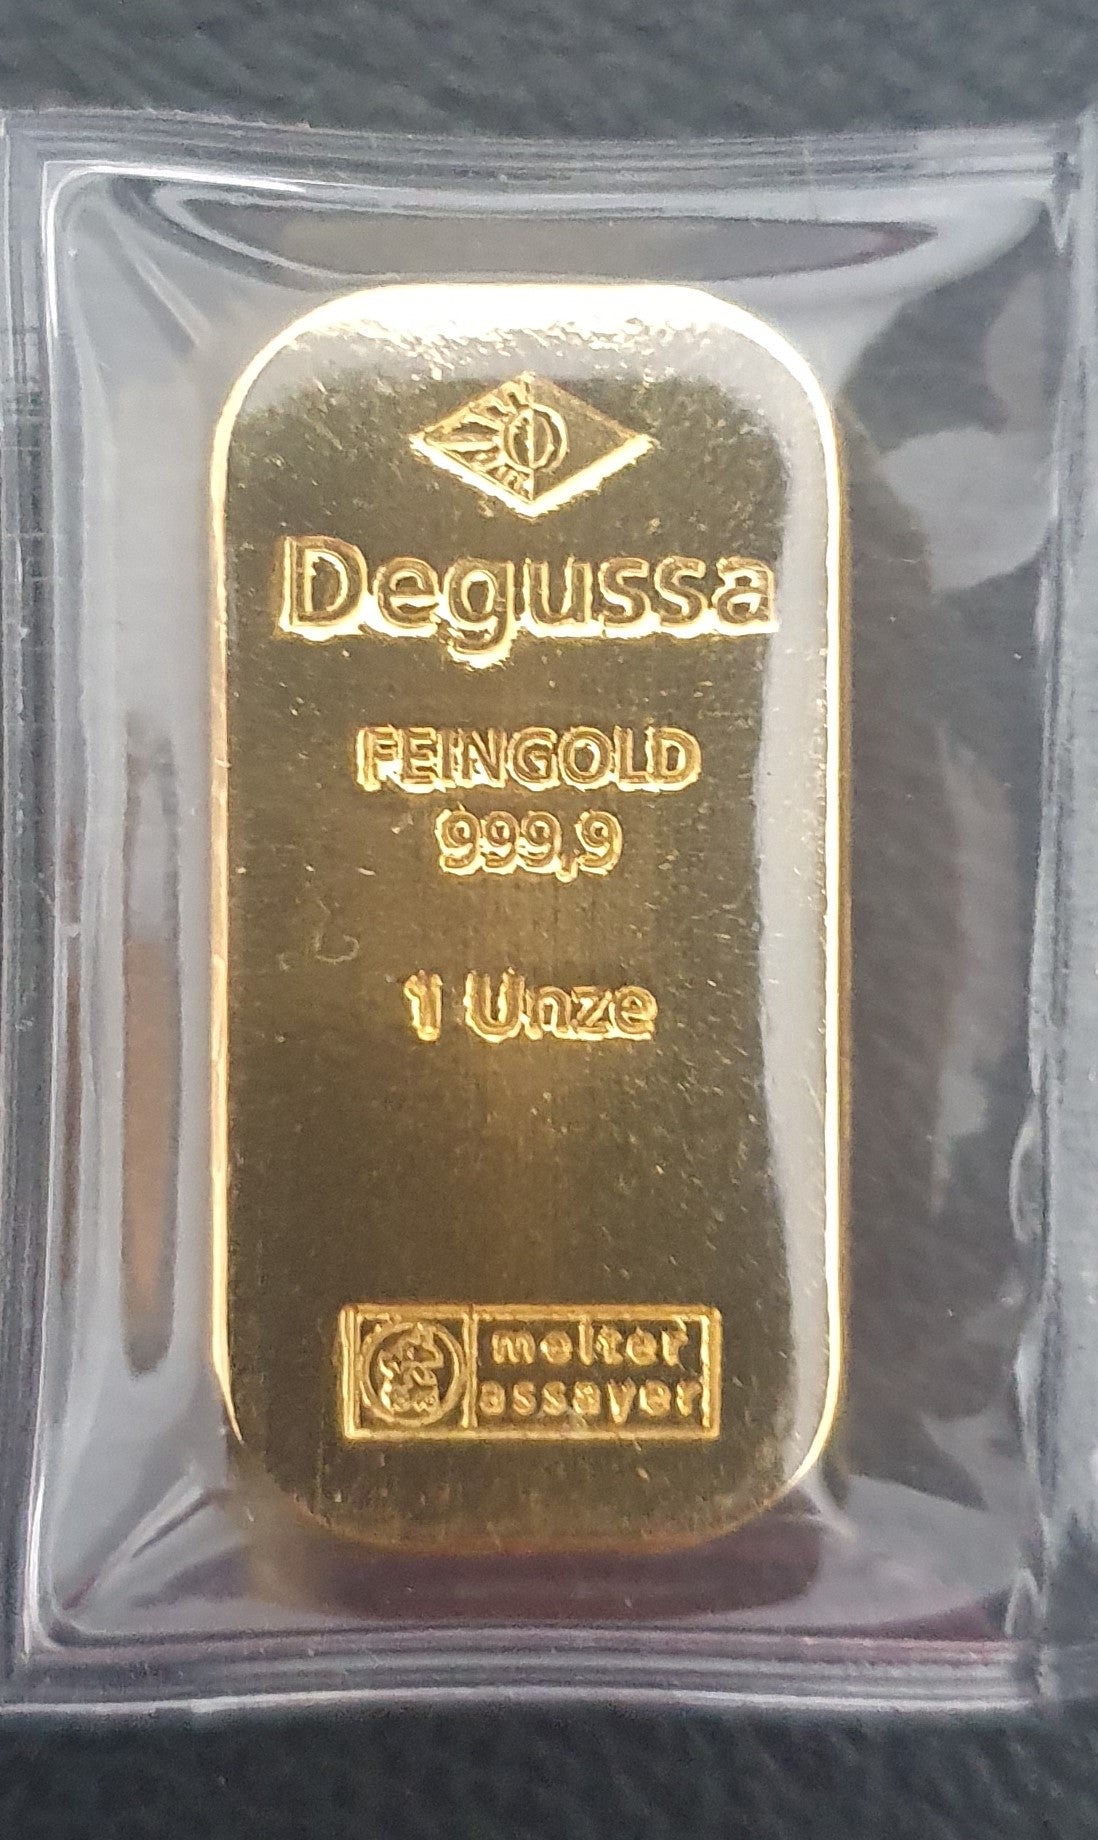 Degussa
FEINGOLD
999,9
1 Unze
melter
assayer